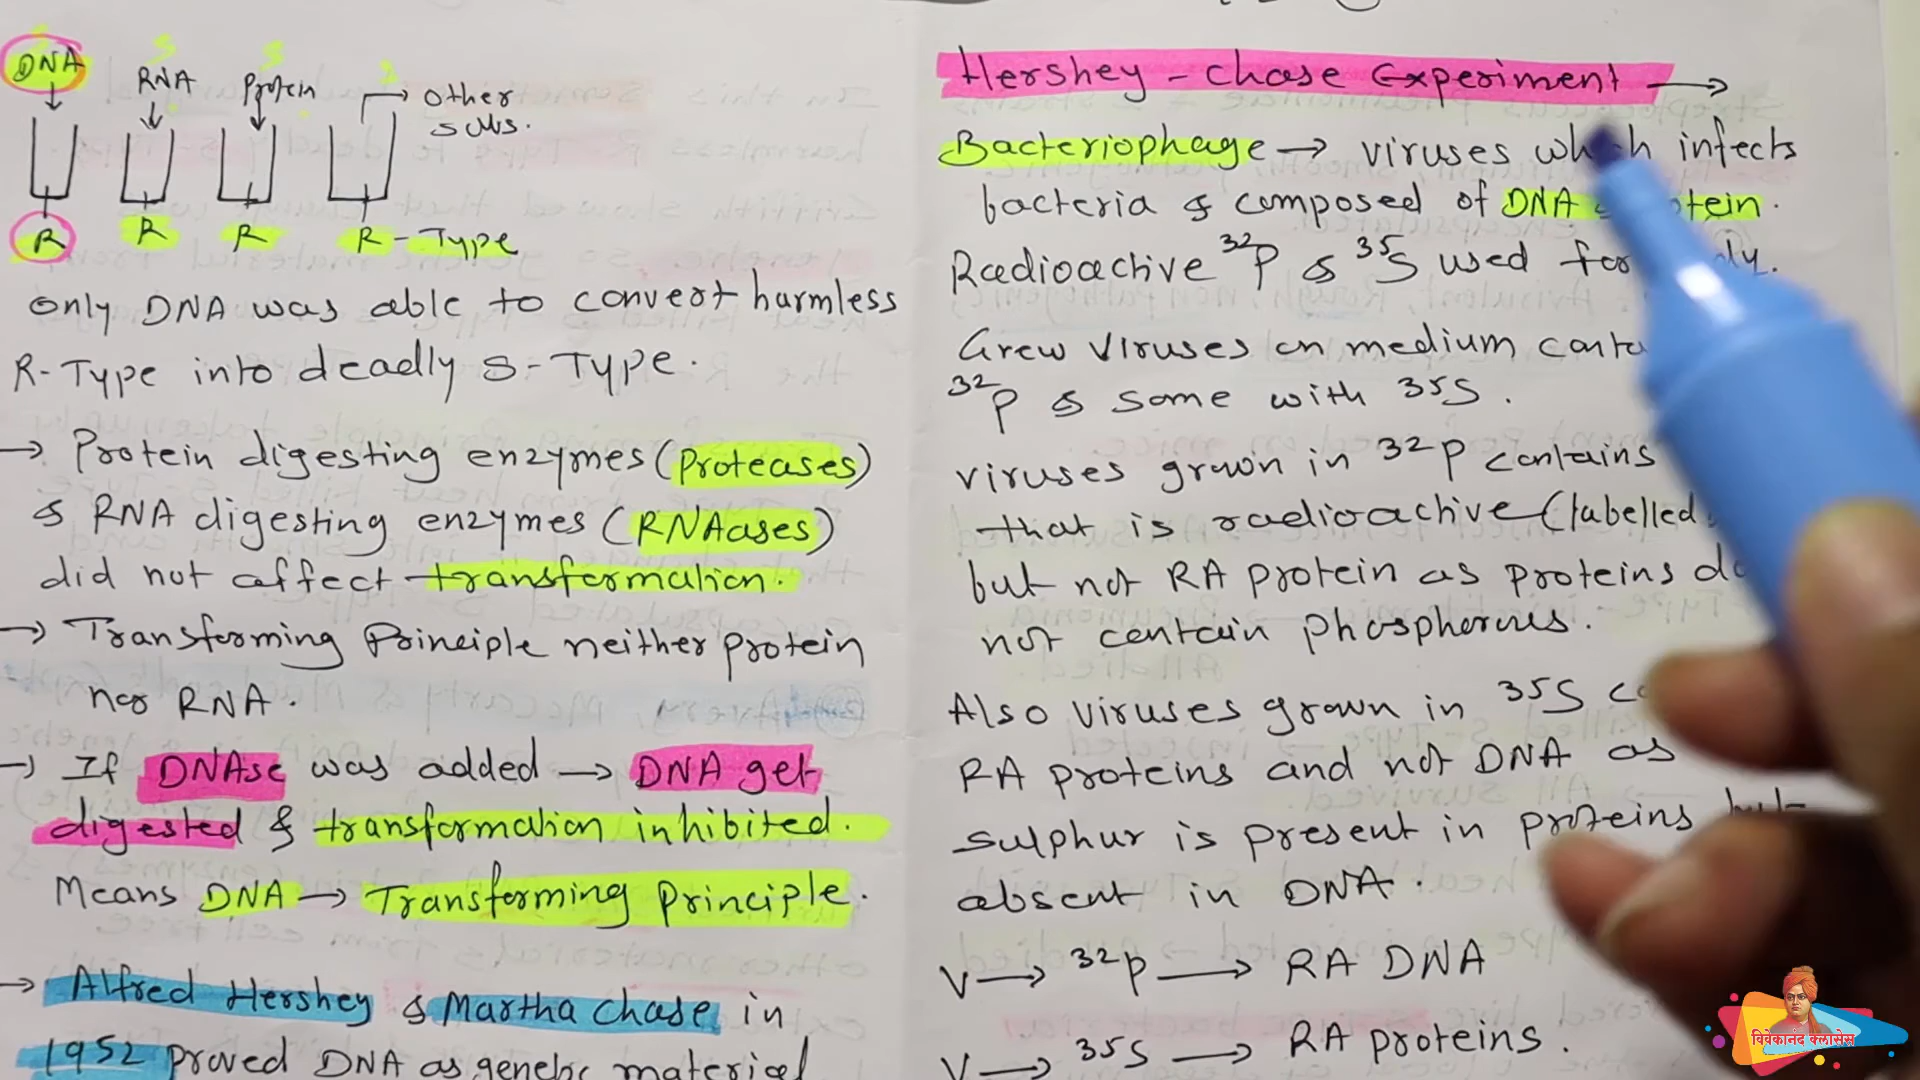 DNA
RNA
Protein
Other
R
R
R
R - Type
Only DNA was able to convert harmless
R-Type into deadly S-Type.
→ Protein digesting enzymes (Proteases)
& RNA digesting enzymes (RNAases)
did not affect transformation.
→ Transforming Principle neither protein
nor RNA.
→ If DNAse was added → DNA get
digested & transformation inhibited.
Means DNA → Transforming Principle.
→ Alfred Hershey & Martha chase in
1952 proved DNA as genetic material
Hershey - Chase Experiment →
Bacteriophage → viruses which infects
bacteria & composed of DNA
Radioactive ³²P & ³⁵S used
Grew viruses on medium
³²P & some with ³⁵S.
viruses grown in ³²P contains
that is radioactive (labelled
but not RA protein as proteins
not contain phosphorous.
Also viruses grown in ³⁵S
RA proteins and not DNA as
sulphur is present in proteins but
absent in DNA.
V → ³²P → RA DNA
V → ³⁵S → RA proteins.
विवेकानंद क्लासेस